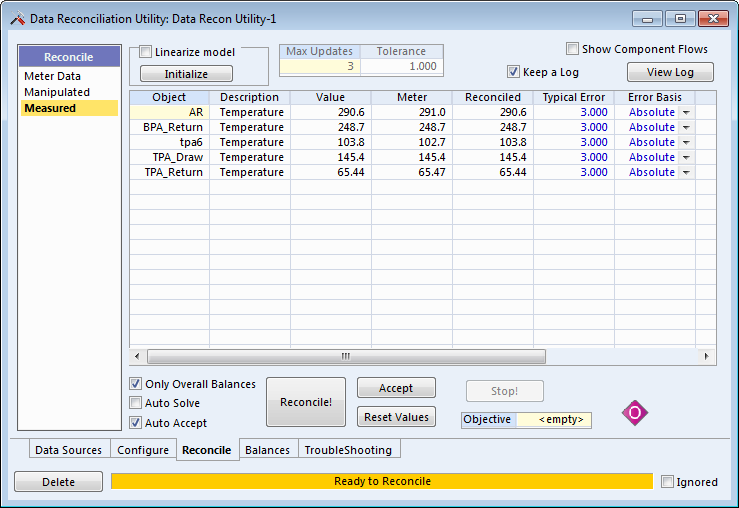 Data Reconciliation Utility: Data Recon Utility-1
Reconcile
Meter Data
Manipulated
Measured
Linearize model
Initialize
Max Updates Tolerance
3 1.000
Show Component Flows
Keep a Log
View Log
Object Description Value Meter Reconciled Typical Error Error Basis
AR Temperature 290.6 291.0 290.6 3.000 Absolute
BPA_Return Temperature 248.7 248.7 248.7 3.000 Absolute
tpa6 Temperature 103.8 102.7 103.8 3.000 Absolute
TPA_Draw Temperature 145.4 145.4 145.4 3.000 Absolute
TPA_Return Temperature 65.44 65.47 65.44 3.000 Absolute
Only Overall Balances
Auto Solve
Auto Accept
Reconcile!
Accept
Reset Values
Stop!
Objective <empty>
O
Data Sources Configure Reconcile Balances TroubleShooting
Delete
Ready to Reconcile
Ignored